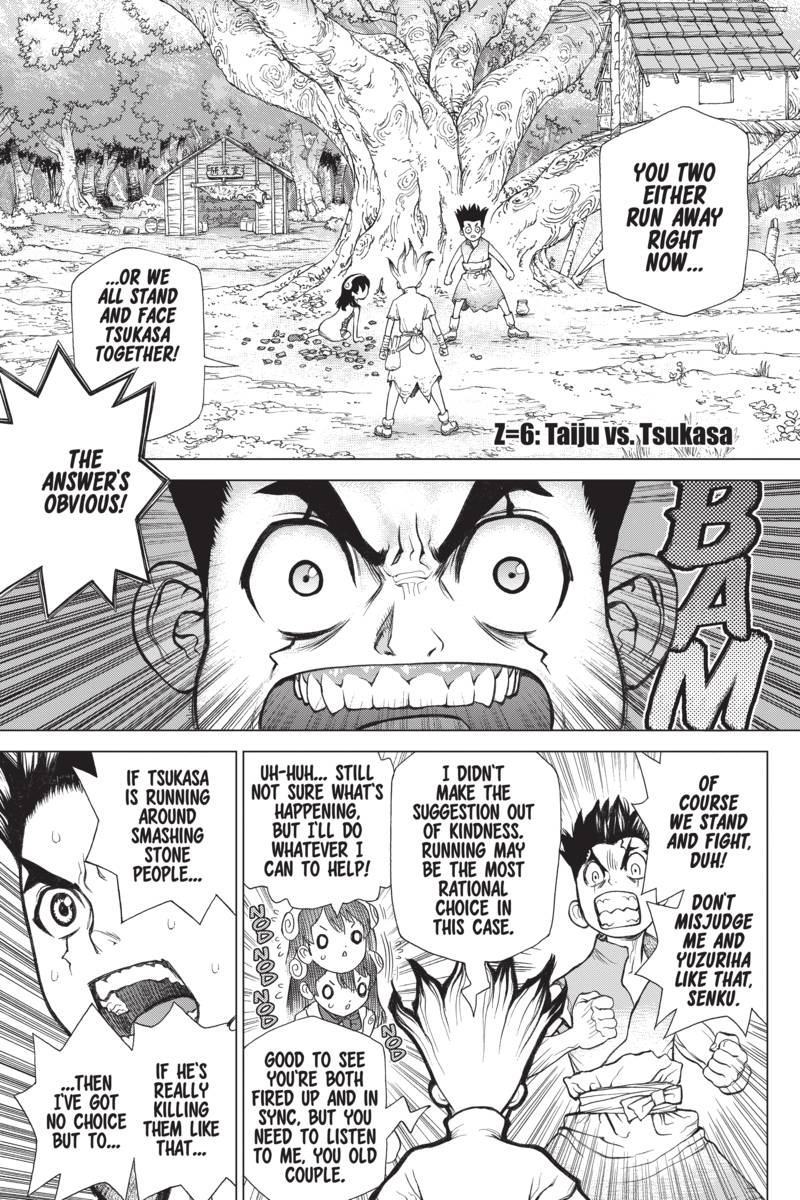 YOU TWO
EITHER
RUN AWAY
RIGHT
NOW...
...OR WE
ALL STAND
AND FACE
TSUKASA
TOGETHER!
Z=6: Taiju vs. Tsukasa
THE
ANSWER'S
OBVIOUS!
BAM
OF
COURSE
WE STAND
AND FIGHT,
DUH!
DON'T
MISJUDGE
ME AND
YUZURIHA
LIKE THAT,
SENKU.
I DIDN'T
MAKE THE
SUGGESTION OUT
OF KINDNESS.
RUNNING MAY
BE THE MOST
RATIONAL
CHOICE IN
THIS CASE.
UH-HUH... STILL
NOT SURE WHAT'S
HAPPENING,
BUT I'LL DO
WHATEVER I
CAN TO HELP!
NOD
NOD
NOD
NOD
GOOD TO SEE
YOU'RE BOTH
FIRED UP AND IN
SYNC, BUT YOU
NEED TO LISTEN
TO ME, YOU OLD
COUPLE.
IF TSUKASA
IS RUNNING
AROUND
SMASHING
STONE
PEOPLE...
IF HE'S
REALLY
KILLING
THEM LIKE
THAT...
...THEN
I'VE GOT
NO CHOICE
BUT TO...